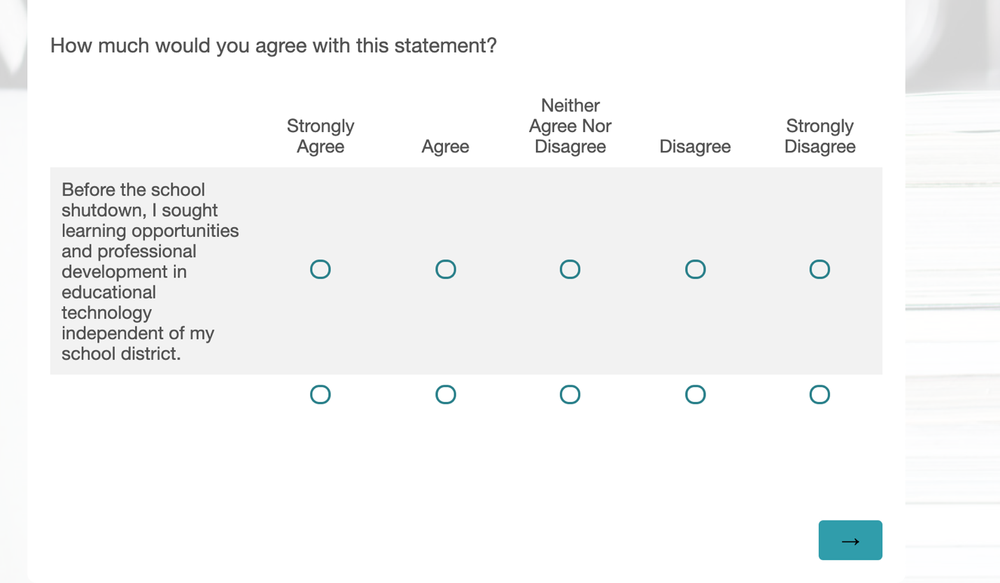 How much would you agree with this statement?
Strongly
Agree
Agree
Neither
Agree Nor
Disagree
Disagree
Strongly
Disagree
Before the school
shutdown, I sought
learning opportunities
and professional
development in
educational
technology
independent of my
school district.
→